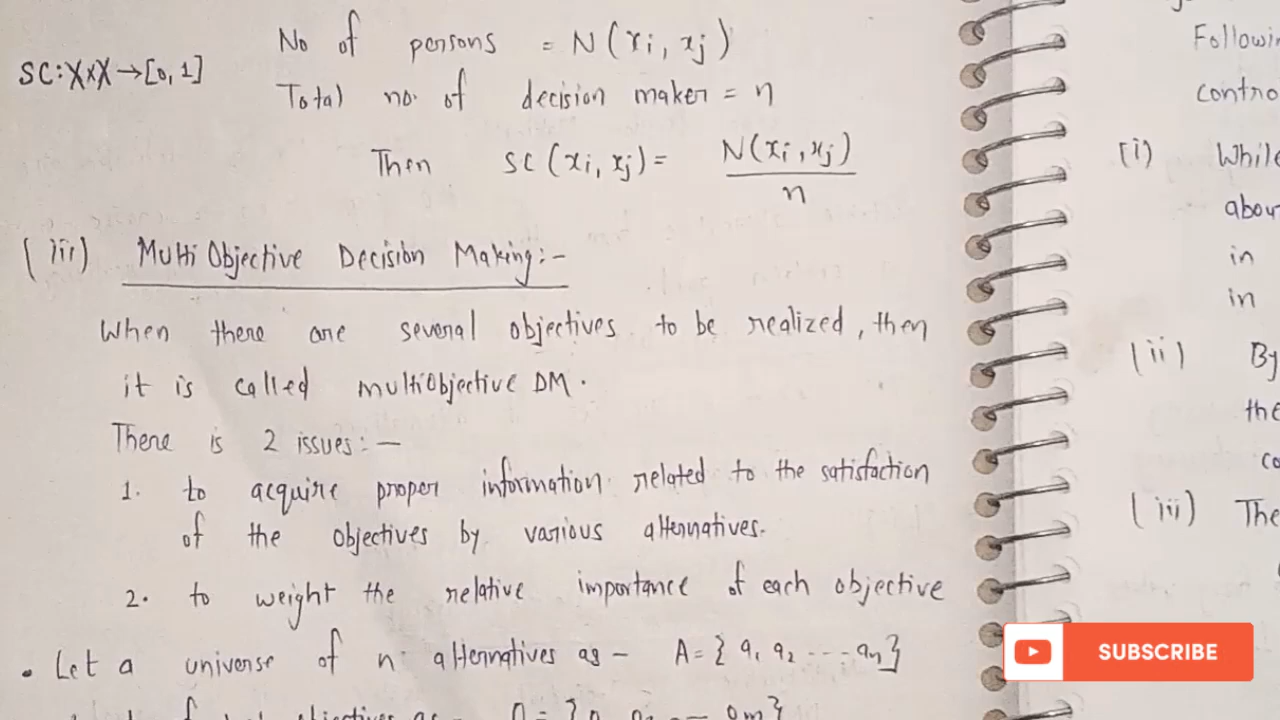 No of persons = N(xi, xj)
SC: X×X→[0, 1]
Total no. of decision maker = n
Then SC(xi, xj) = N(xi, xj) / n
(iii) Multi Objective Decision Making:-
When there are several objectives to be realized, then
it is called multiobjective DM.
There is 2 issues: —
1. to acquire proper information related to the satisfaction
of the objectives by various alternatives.
2. to weight the relative importance of each objective
• Let a universe of n alternatives as – A = { a1 a2 --- an }
objectives as
Followin
contro
(i) While
abou
in
in
(ii) By
the
co
(iii) The
SUBSCRIBE